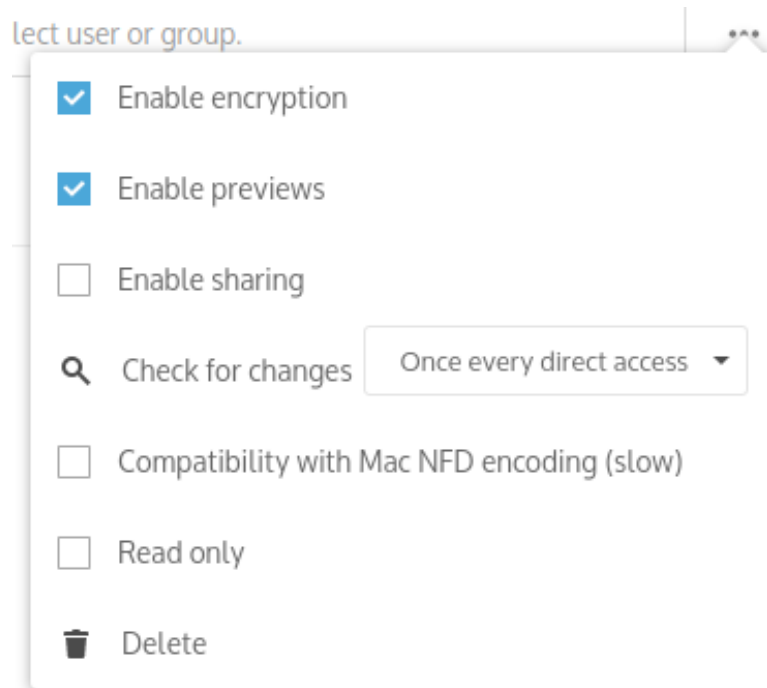 lect user or group.
Enable encryption
Enable previews
Enable sharing
Check for changes Once every direct access
Compatibility with Mac NFD encoding (slow)
Read only
Delete